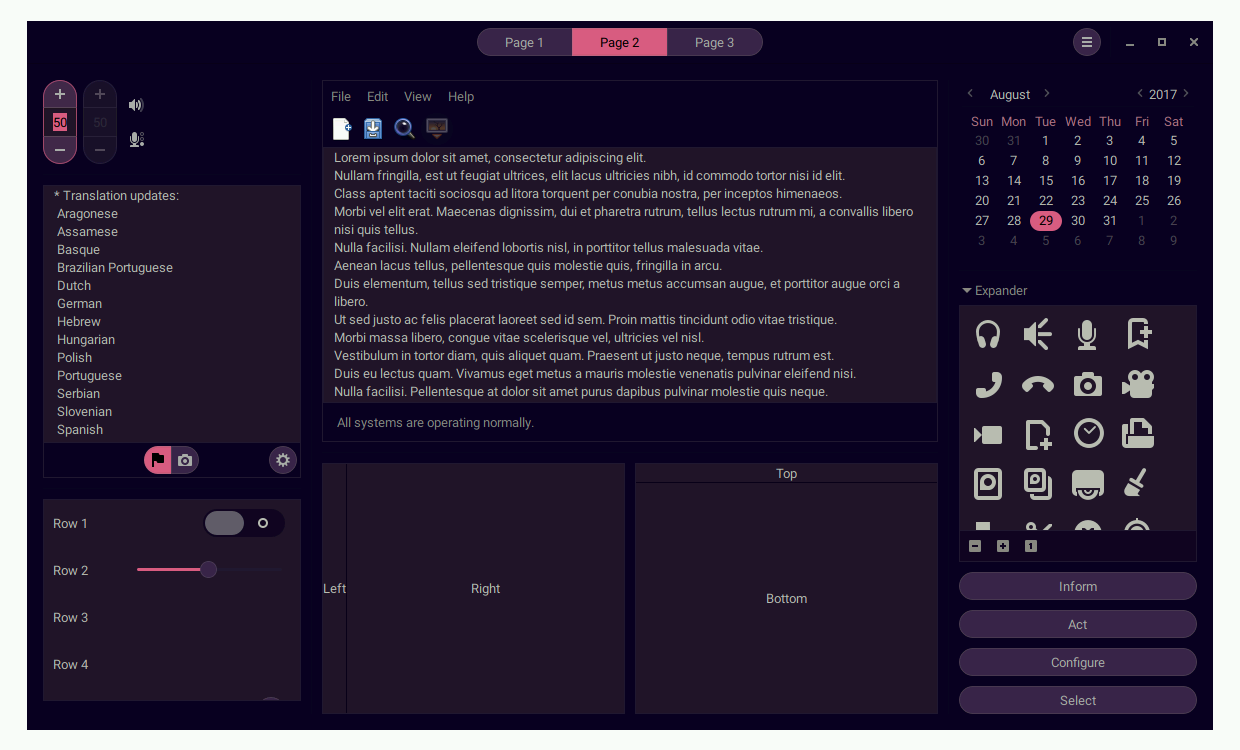 Page 1
Page 2
Page 3
50
50
* Translation updates:
Aragonese
Assamese
Basque
Brazilian Portuguese
Dutch
German
Hebrew
Hungarian
Polish
Portuguese
Serbian
Slovenian
Spanish
Row 1
Row 2
Row 3
Row 4
File Edit View Help
Lorem ipsum dolor sit amet, consectetur adipiscing elit.
Nullam fringilla, est ut feugiat ultrices, elit lacus ultricies nibh, id commodo tortor nisi id elit.
Class aptent taciti sociosqu ad litora torquent per conubia nostra, per inceptos himenaeos.
Morbi vel elit erat. Maecenas dignissim, dui et pharetra rutrum, tellus lectus rutrum mi, a convallis libero
nisi quis tellus.
Nulla facilisi. Nullam eleifend lobortis nisl, in porttitor tellus malesuada vitae.
Aenean lacus tellus, pellentesque quis molestie quis, fringilla in arcu.
Duis elementum, tellus sed tristique semper, metus metus accumsan augue, et porttitor augue orci a
libero.
Ut sed justo ac felis placerat laoreet sed id sem. Proin mattis tincidunt odio vitae tristique.
Morbi massa libero, congue vitae scelerisque vel, ultricies vel nisl.
Vestibulum in tortor diam, quis aliquet quam. Praesent ut justo neque, tempus rutrum est.
Duis eu lectus quam. Vivamus eget metus a mauris molestie venenatis pulvinar eleifend nisi.
Nulla facilisi. Pellentesque at dolor sit amet purus dapibus pulvinar molestie quis neque.
All systems are operating normally.
Left
Right
Top
Bottom
August 2017
Sun Mon Tue Wed Thu Fri Sat
30 31 1 2 3 4 5
6 7 8 9 10 11 12
13 14 15 16 17 18 19
20 21 22 23 24 25 26
27 28 29 30 31 1 2
3 4 5 6 7 8 9
Expander
1
Inform
Act
Configure
Select